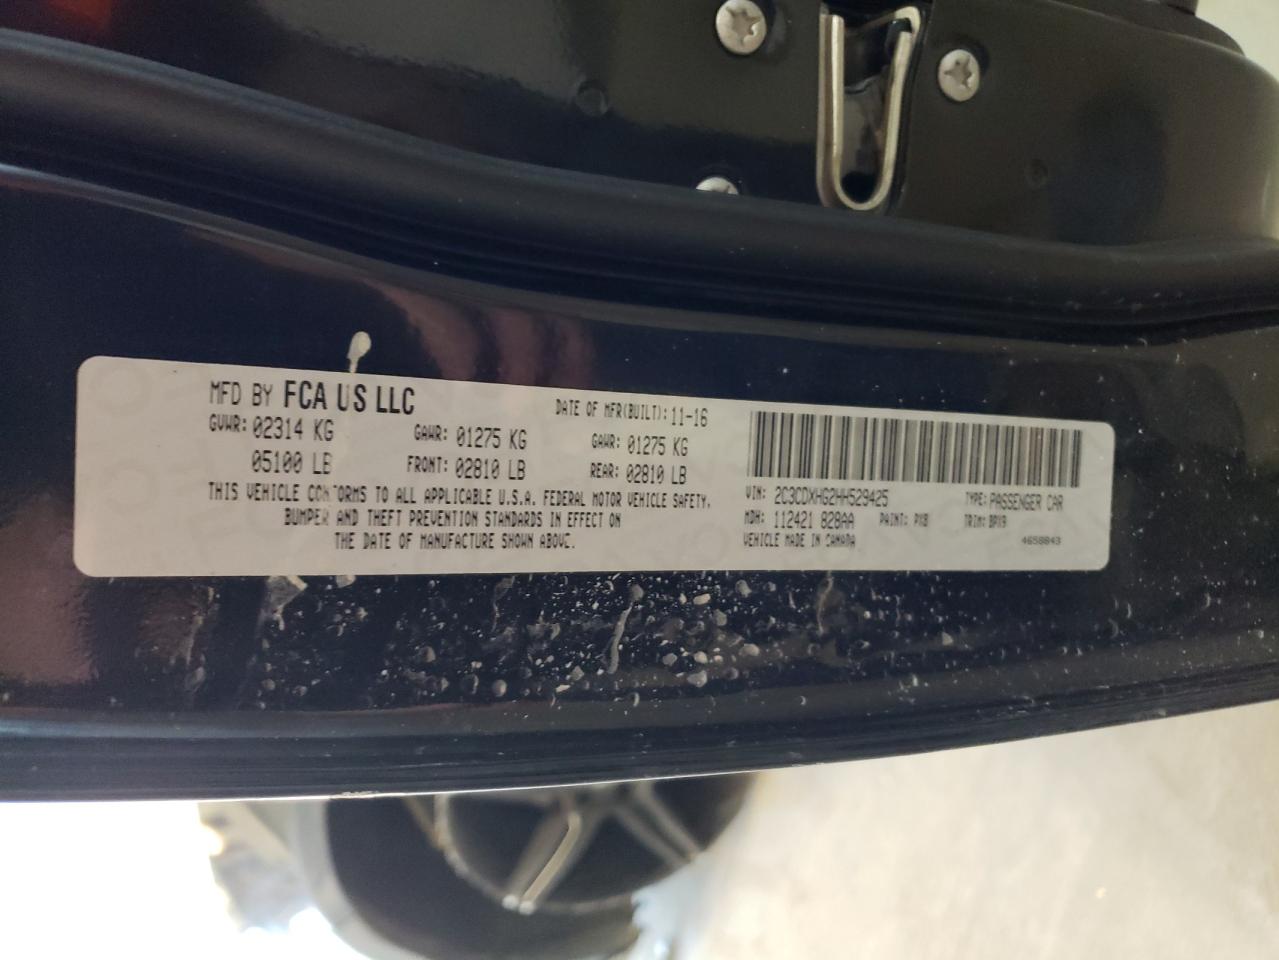 MFD BY FCA US LLC
DATE OF MFR(BUILT): 11-16
GVWR: 02314 KG GAWR: 01275 KG GAWR: 01275 KG
05100 LB FRONT: 02810 LB REAR: 02810 LB
THIS VEHICLE CONFORMS TO ALL APPLICABLE U.S.A. FEDERAL MOTOR VEHICLE SAFETY,
BUMPER AND THEFT PREVENTION STANDARDS IN EFFECT ON
THE DATE OF MANUFACTURE SHOWN ABOVE.
VIN: 2C3CDXHG2HH529425 TYPE: PASSENGER CAR
MDH: 112421 828AA PAINT: PX8 TRIM: BPX9
VEHICLE MADE IN CANADA 4658843